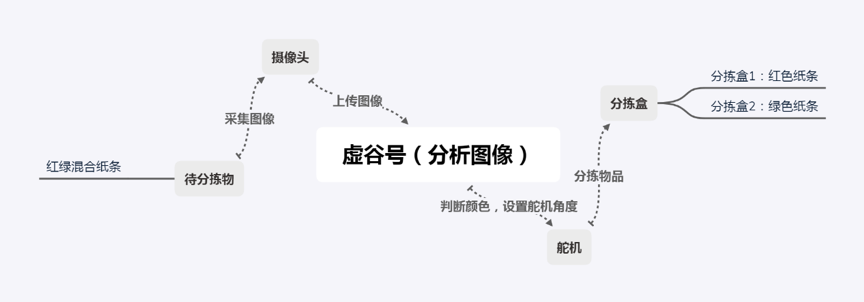 摄像头
上传图像
采集图像
红绿混合纸条
待分拣物
虚谷号（分析图像）
判断颜色，设置舵机角度
舵机
分拣物品
分拣盒
分拣盒1：红色纸条
分拣盒2：绿色纸条